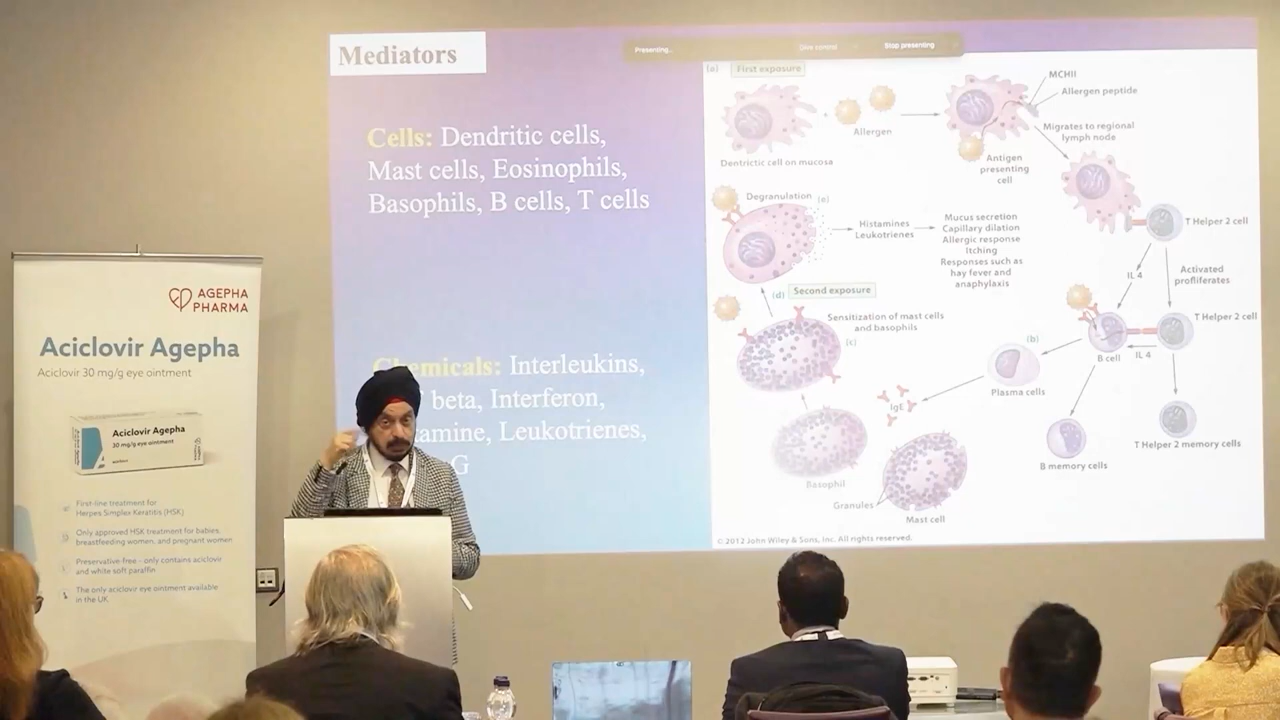 Mediators
Presenting...
Give control
Stop presenting
Cells: Dendritic cells,
Mast cells, Eosinophils,
Basophils, B cells, T cells
Chemicals: Interleukins,
beta, Interferon,
Leukotrienes,
G
(e)
First exposure
Dentrictic cell on mucosa
+
Allergen
MCHII
Allergen peptide
Migrates to regional
lymph node
Antigen
presenting
cell
T Helper 2 cell
Degranulation
(e)
Histamines
Leukotrienes
Mucus secretion
Capillary dilation
Allergic response
Itching
Responses such as
hay fever and
anaphylaxis
IL 4
Activated
profliferates
(d)
Second exposure
Sensitization of mast cells
and basophils
(c)
T Helper 2 cell
B cell
IL 4
(b)
Plasma cells
IgE
T Helper 2 memory cells
B memory cells
Basophil
Granules
Mast cell
© 2012 John Wiley & Sons, Inc. All rights reserved.
AGEPHA
PHARMA
Aciclovir Agepha
Aciclovir 30 mg/g eye ointment
Aciclovir Agepha
30 mg/g eye ointment
First-line treatment for
Herpes Simplex Keratitis (HSK)
Only approved HSK treatment for babies,
breastfeeding women, and pregnant women
Preservative-free - only contains aciclovir
and white soft paraffin
The only aciclovir eye ointment available
in the UK